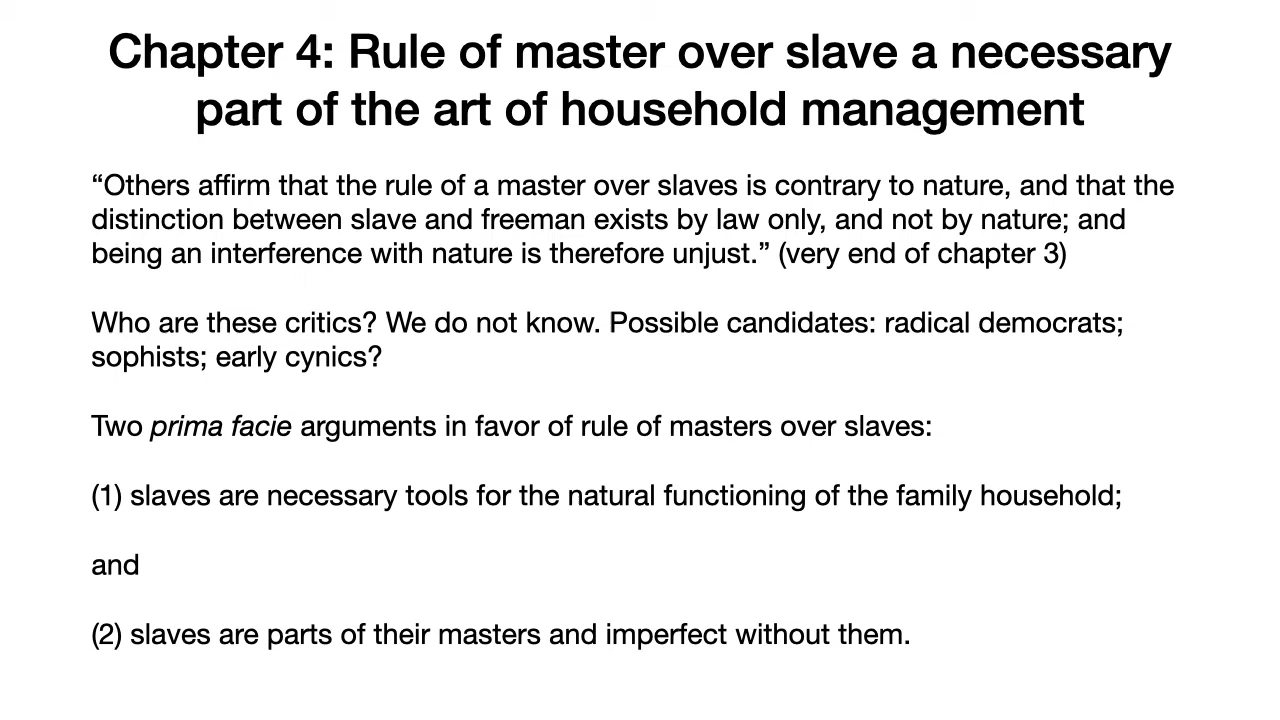 Chapter 4: Rule of master over slave a necessary
part of the art of household management
“Others affirm that the rule of a master over slaves is contrary to nature, and that the
distinction between slave and freeman exists by law only, and not by nature; and
being an interference with nature is therefore unjust.” (very end of chapter 3)
Who are these critics? We do not know. Possible candidates: radical democrats;
sophists; early cynics?
Two prima facie arguments in favor of rule of masters over slaves:
(1) slaves are necessary tools for the natural functioning of the family household;
and
(2) slaves are parts of their masters and imperfect without them.